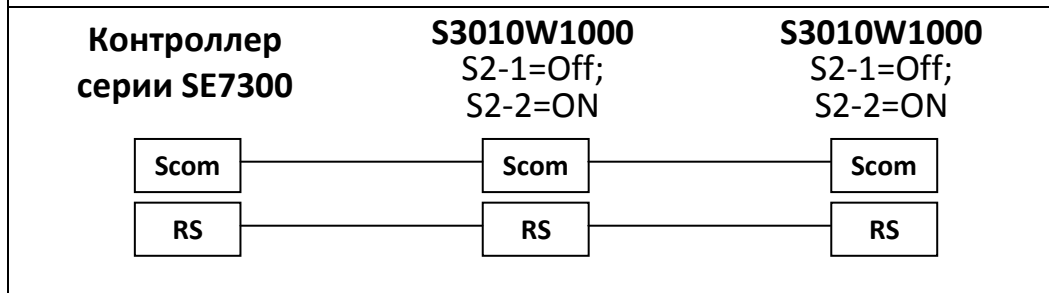 Контроллер
серии SE7300
S3010W1000
S2-1=Off;
S2-2=ON
S3010W1000
S2-1=Off;
S2-2=ON
Scom
Scom
Scom
RS
RS
RS